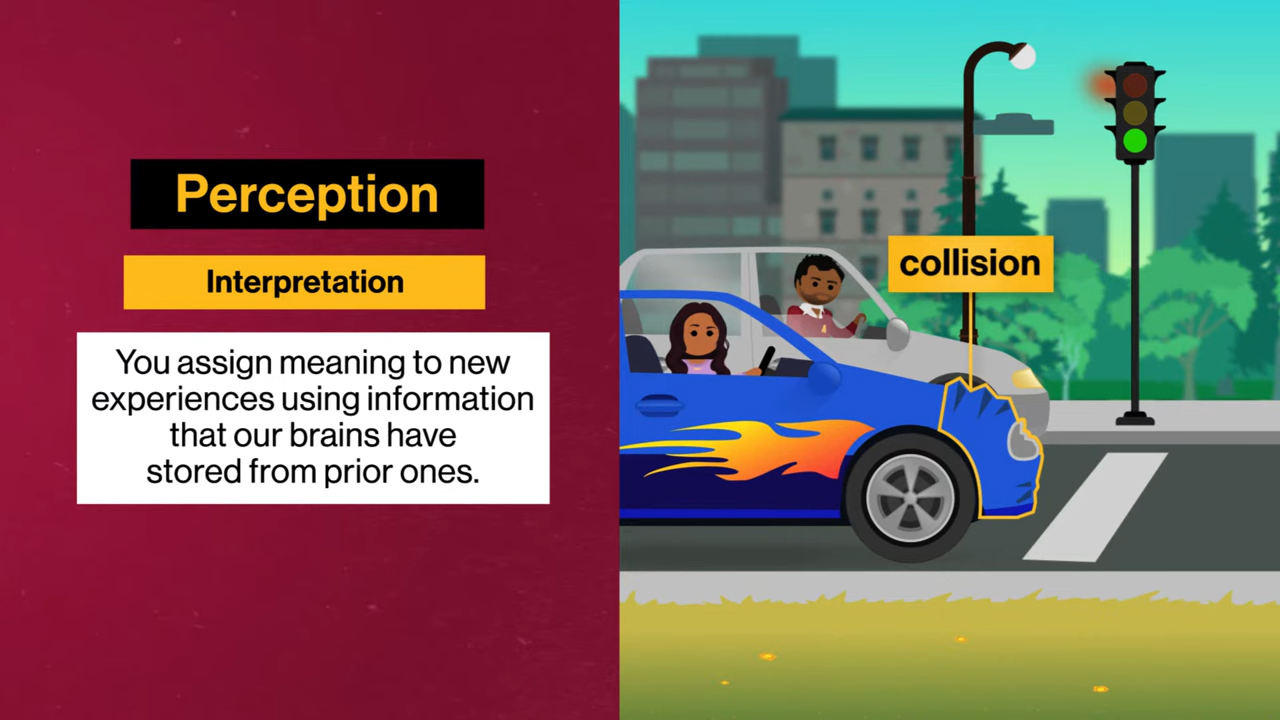 Perception
Interpretation
You assign meaning to new
experiences using information
that our brains have
stored from prior ones.
collision